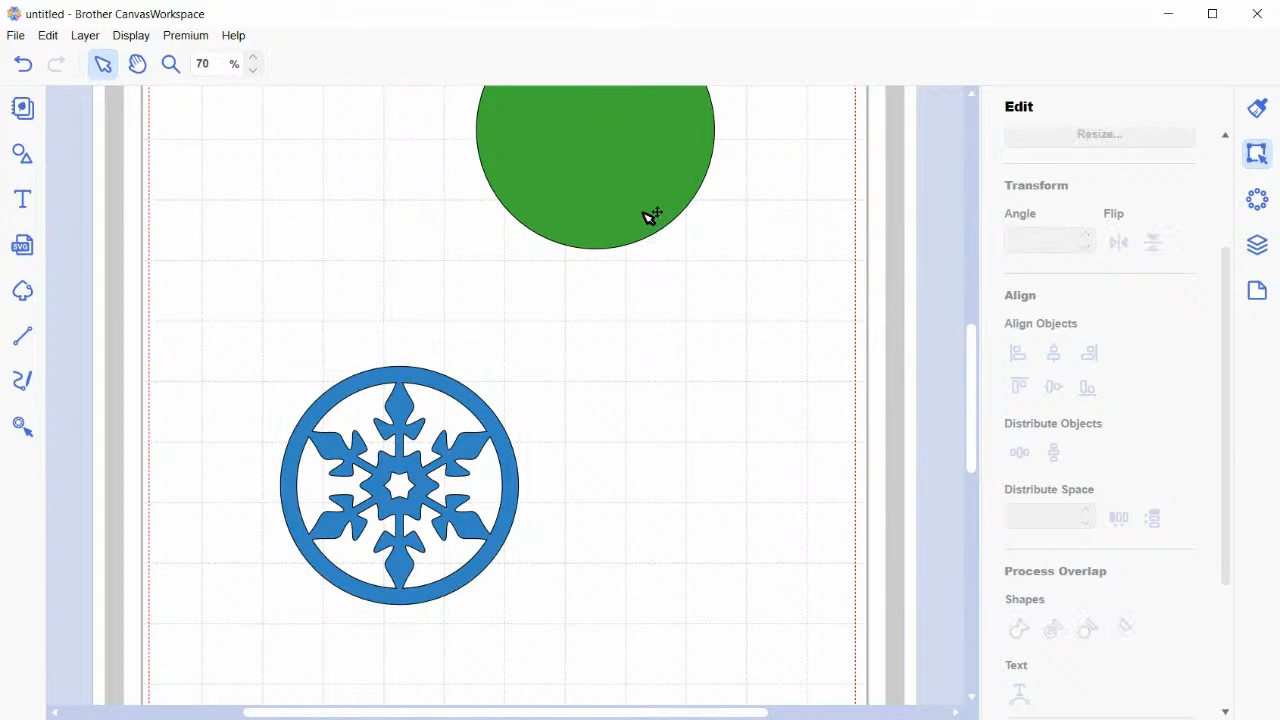 untitled - Brother CanvasWorkspace
File Edit Layer Display Premium Help
70 %
SVG
Edit
Resize...
Transform
Angle Flip
Align
Align Objects
Distribute Objects
Distribute Space
Process Overlap
Shapes
Text